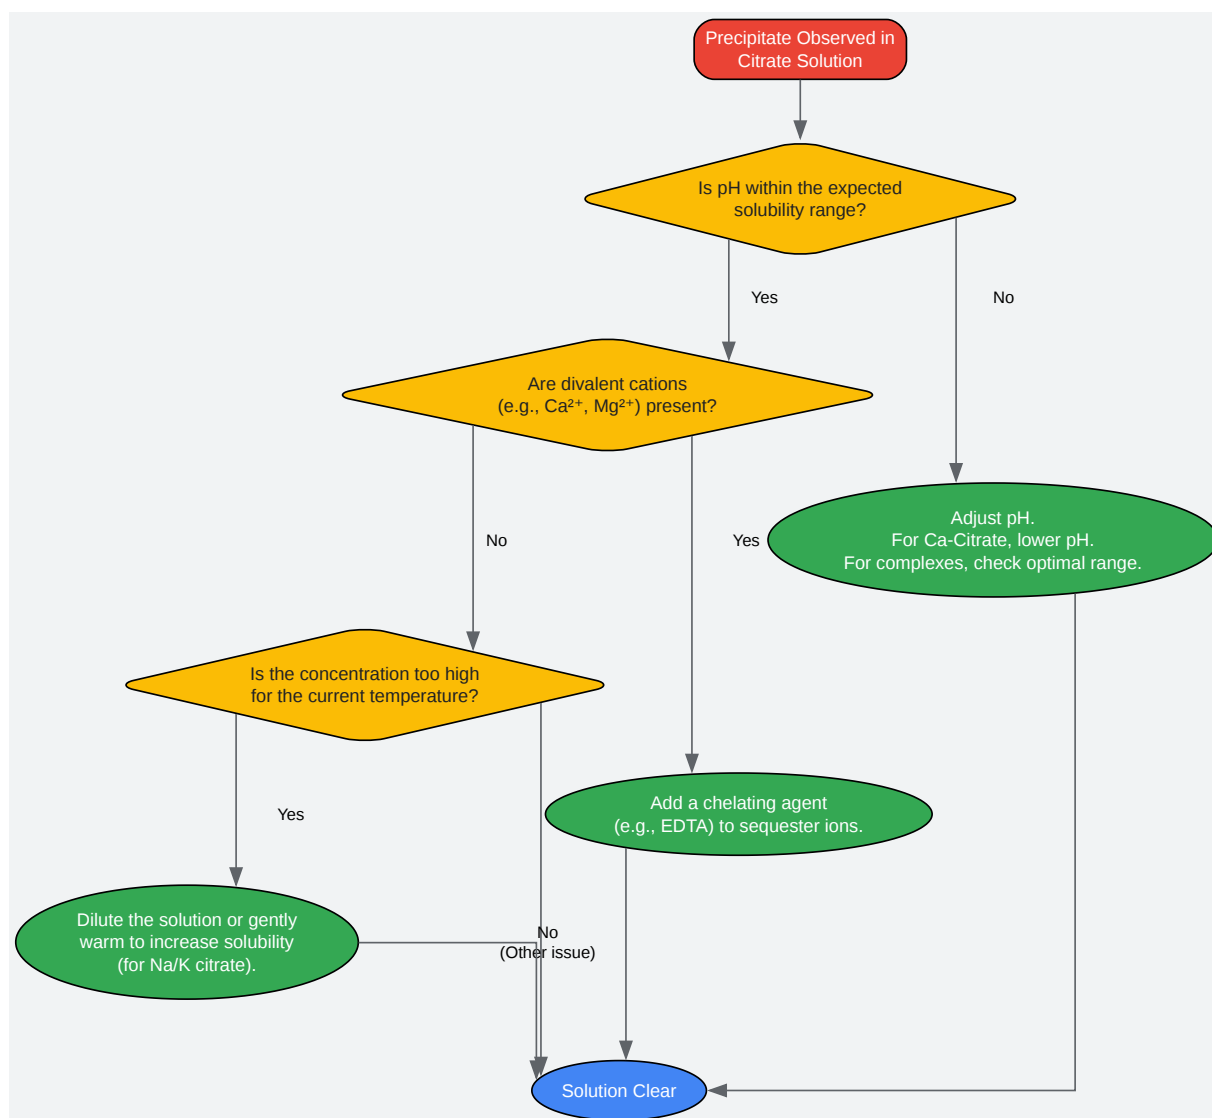 Precipitate Observed in
Citrate Solution
Is pH within the expected
solubility range?
Yes
No
Are divalent cations
(e.g., Ca²⁺, Mg²⁺) present?
No
Yes
Adjust pH.
For Ca-Citrate, lower pH.
For complexes, check optimal range.
Is the concentration too high
for the current temperature?
Yes
Add a chelating agent
(e.g., EDTA) to sequester ions.
Dilute the solution or gently
warm to increase solubility
(for Na/K citrate).
No
(Other issue)
Solution Clear